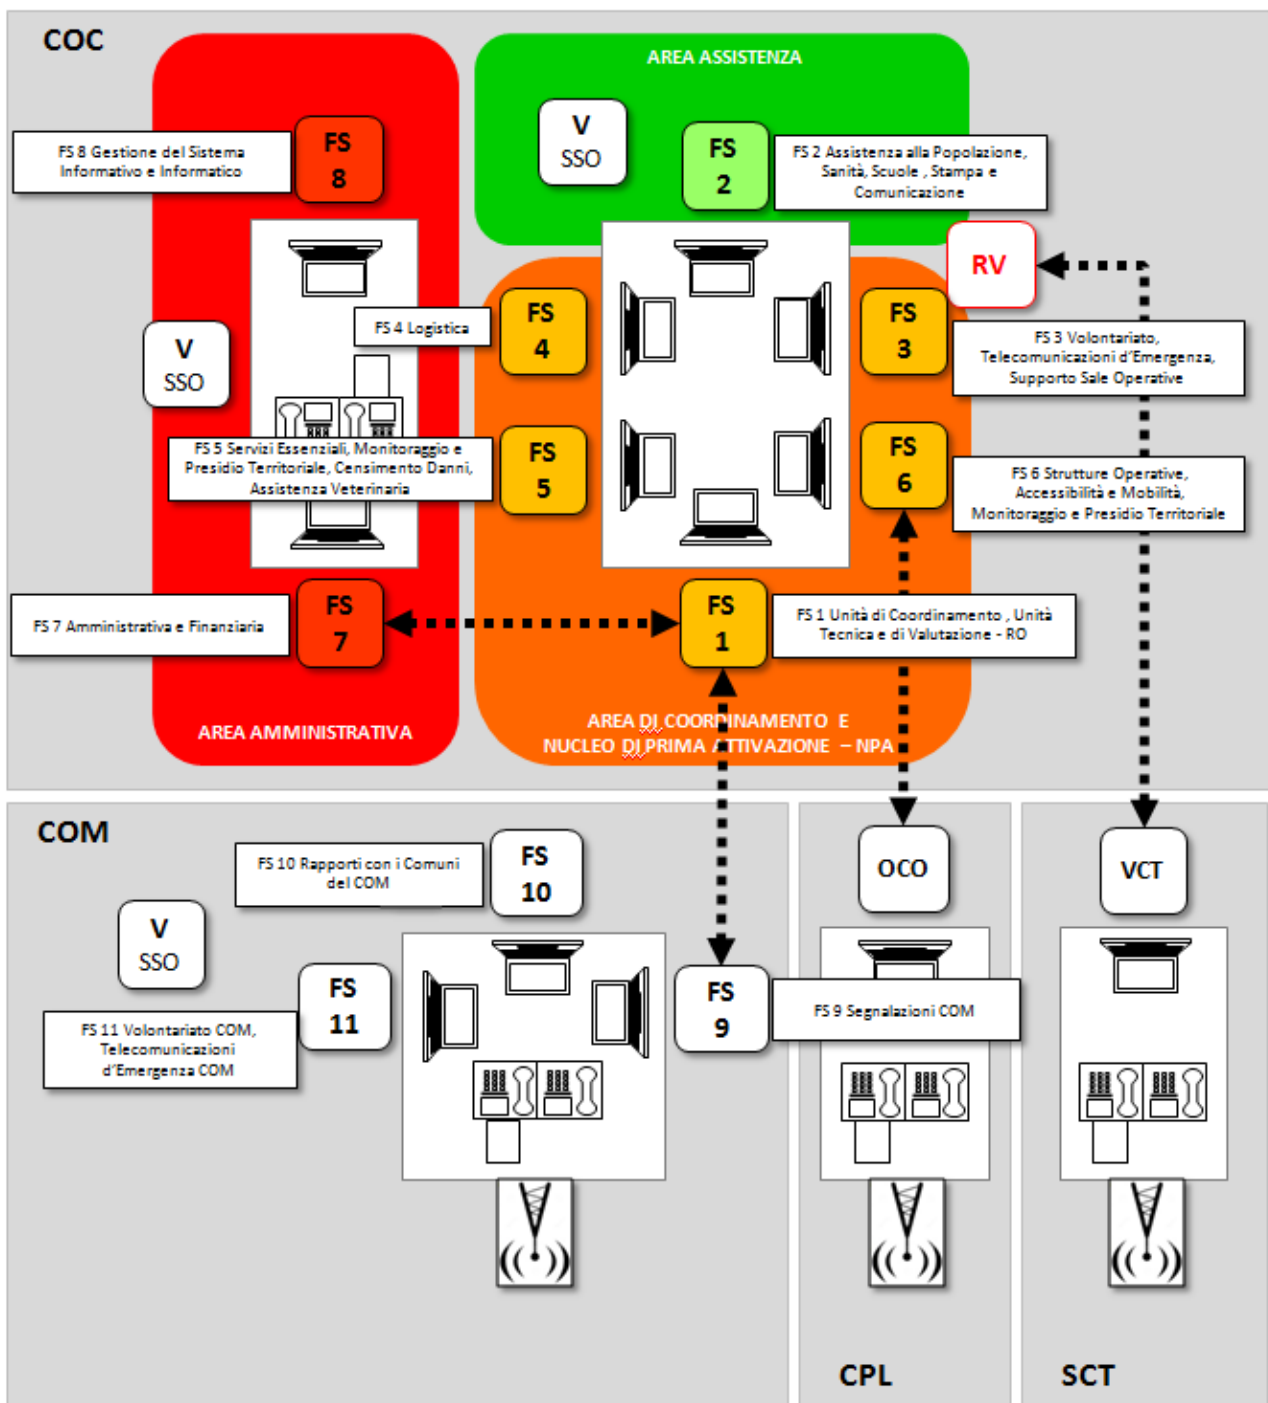 COC
AREA ASSISTENZA
V
SSO
FS
2
FS 2 Assistenza alla Popolazione,
Sanità, Scuole , Stampa e
Comunicazione
FS
8
FS 8 Gestione del Sistema
Informativo e Informatico
RV
FS 4 Logistica
FS
4
FS
3
FS 3 Volontariato,
Telecomunicazioni d'Emergenza,
Supporto Sale Operative
V
SSO
FS 5 Servizi Essenziali, Monitoraggio e
Presidio Territoriale, Censimento Danni,
Assistenza Veterinaria
FS
5
FS
6
FS 6 Strutture Operative,
Accessibilità e Mobilità,
Monitoraggio e Presidio Territoriale
FS 7 Amministrativa e Finanziaria
FS
7
FS
1
FS 1 Unità di Coordinamento , Unità
Tecnica e di Valutazione - RO
AREA AMMINISTRATIVA
AREA DI COORDINAMENTO E
NUCLEO DI PRIMA ATTIVAZIONE – NPA
COM
FS 10 Rapporti con i Comuni
del COM
FS
10
V
SSO
FS
11
FS 11 Volontariato COM,
Telecomunicazioni
d'Emergenza COM
FS
9
FS 9 Segnalazioni COM
OCO
VCT
CPL
SCT